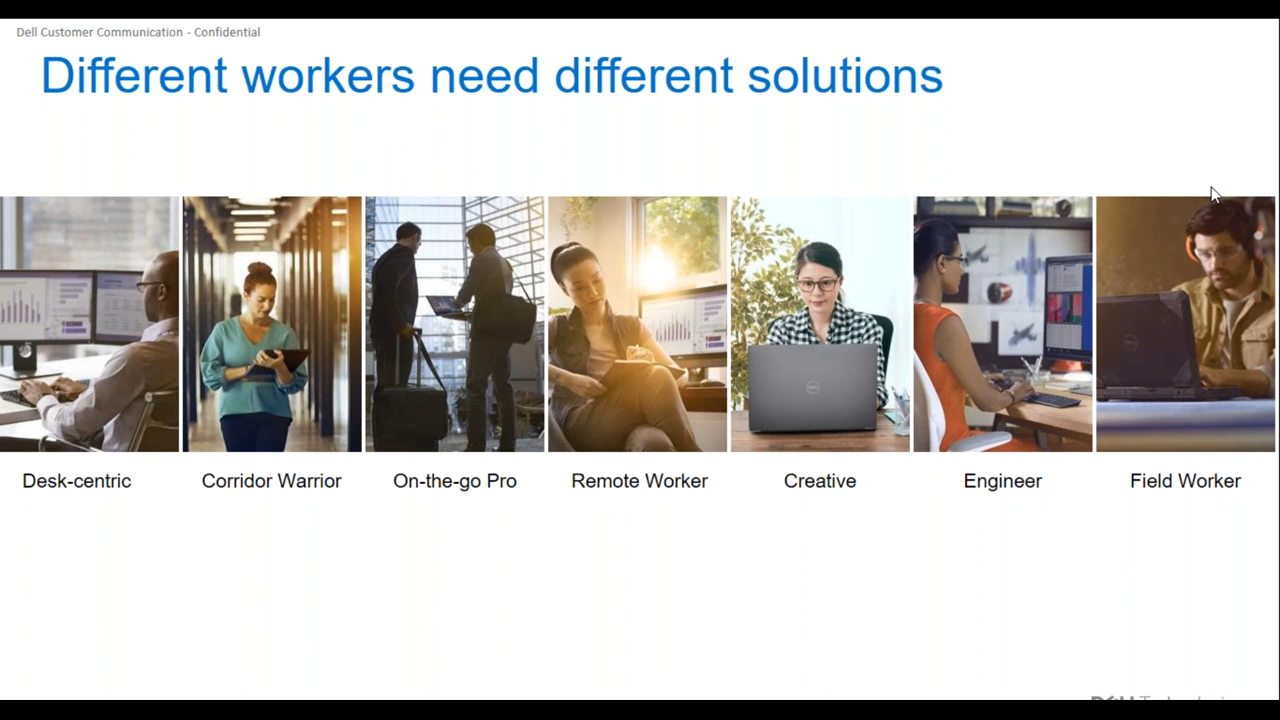 Dell Customer Communication - Confidential
Different workers need different solutions
Desk-centric
Corridor Warrior
On-the-go Pro
Remote Worker
Creative
Engineer
Field Worker